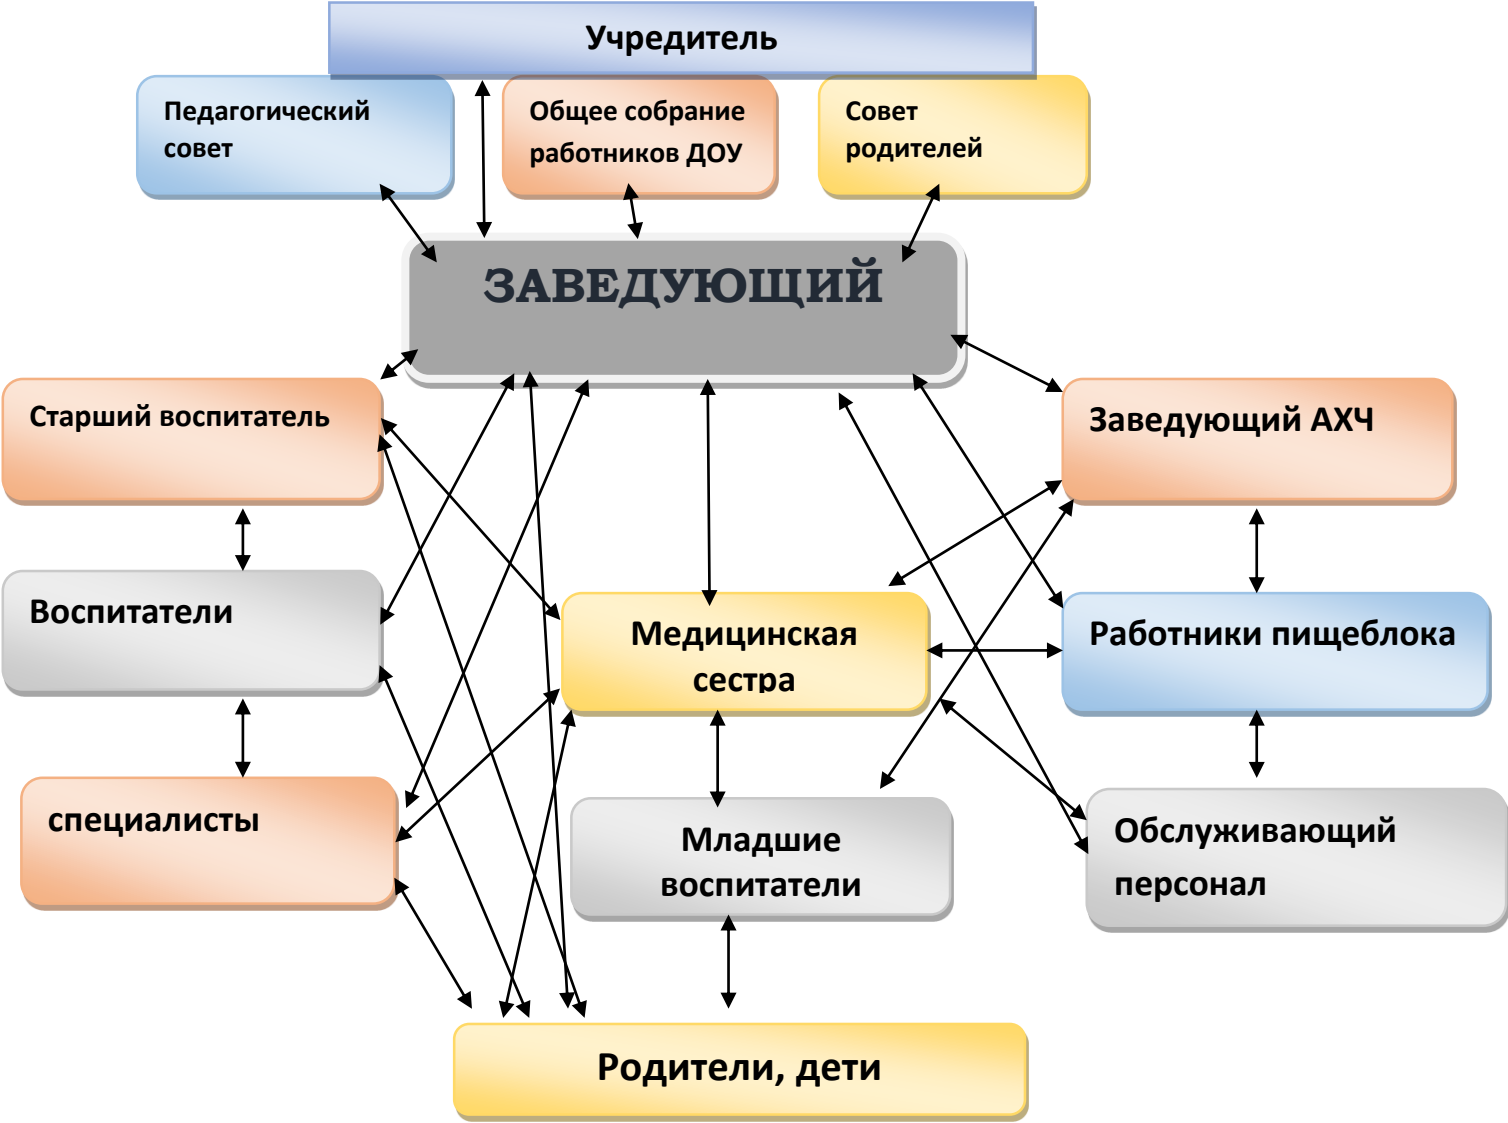 Учредитель
Педагогический
совет
Общее собрание
работников ДОУ
Совет
родителей
ЗАВЕДУЮЩИЙ
Старший воспитатель
Заведующий АХЧ
Воспитатели
Медицинская
сестра
Работники пищеблока
специалисты
Младшие
воспитатели
Обслуживающий
персонал
Родители, дети